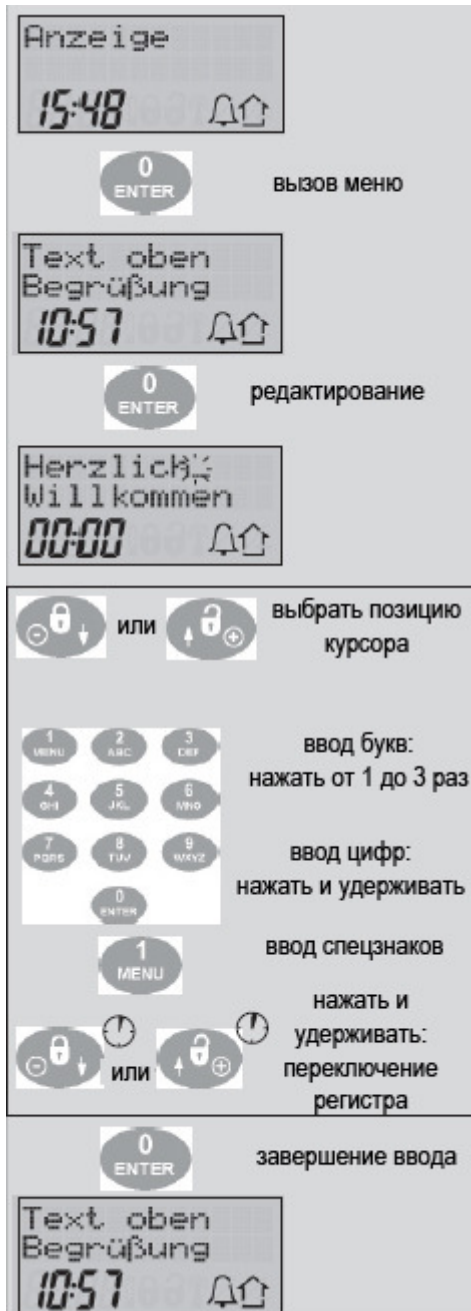 Anzeige
15:48
0
ENTER
вызов меню
Text oben
Begrüßung
10:57
0
ENTER
редактирование
Herzlich
Willkommen
00:00
или
выбрать позицию
курсора
1 2 3
MENU ABC DEF
ввод букв:
нажать от 1 до 3 раз
4 5 6
GHI JKL MNO
7 8 9
PQRS TUV WXYZ
ввод цифр:
нажать и удерживать
0
ENTER
1
MENU
ввод спецзнаков
или
нажать и
удерживать:
переключение
регистра
0
ENTER
завершение ввода
Text oben
Begrüßung
10:57